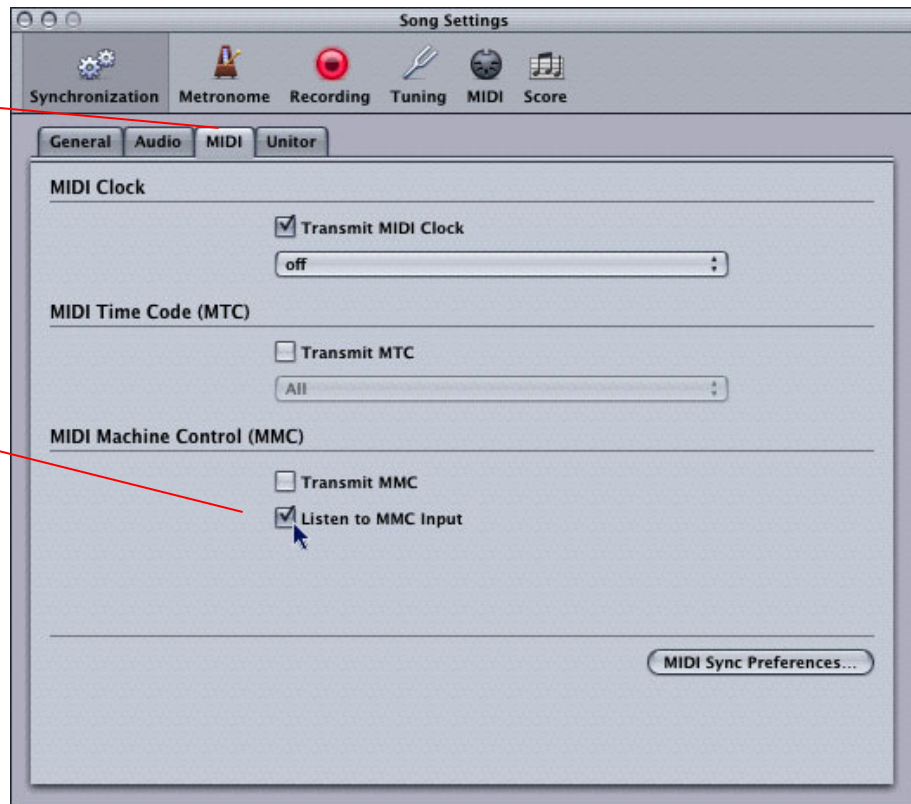 Song Settings
Synchronization Metronome Recording Tuning MIDI Score
General Audio MIDI Unitor
MIDI Clock
Transmit MIDI Clock
off
MIDI Time Code (MTC)
Transmit MTC
All
MIDI Machine Control (MMC)
Transmit MMC
Listen to MMC Input
MIDI Sync Preferences...